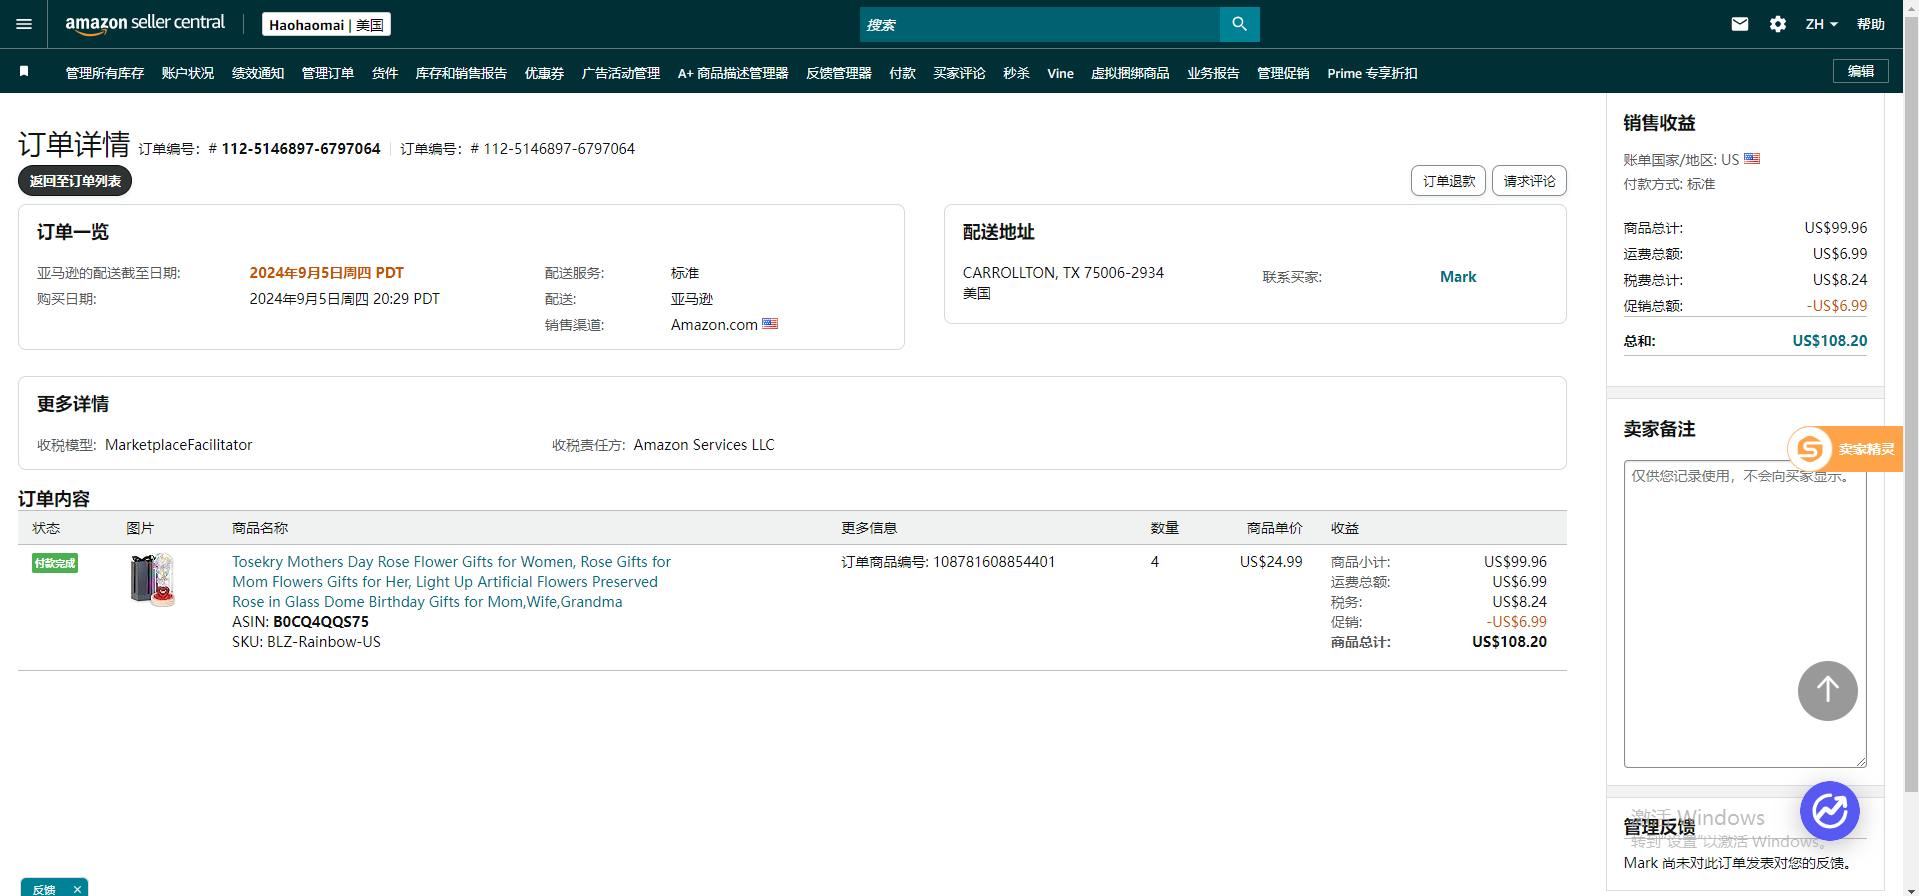 amazon seller central
Haohaomai | 美国
搜索
ZH
帮助
管理所有库存 账户状况 绩效通知 管理订单 货件 库存和销售报告 优惠券 广告活动管理 A+ 商品描述管理器 反馈管理器 付款 买家评论 秒杀 Vine 虚拟捆绑商品 业务报告 管理促销 Prime 专享折扣
编辑
订单详情 订单编号: # 112-5146897-6797064 订单编号: # 112-5146897-6797064
返回至订单列表
订单退款 请求评论
订单一览
亚马逊的配送截至日期: 2024年9月5日周四 PDT
购买日期: 2024年9月5日周四 20:29 PDT
配送服务: 标准
配送: 亚马逊
销售渠道: Amazon.com
配送地址
CARROLLTON, TX 75006-2934
美国
联系买家: Mark
更多详情
收税模型: MarketplaceFacilitator 收税责任方: Amazon Services LLC
订单内容
状态 图片 商品名称 更多信息 数量 商品单价 收益
付款完成
Tosekry Mothers Day Rose Flower Gifts for Women, Rose Gifts for
Mom Flowers Gifts for Her, Light Up Artificial Flowers Preserved
Rose in Glass Dome Birthday Gifts for Mom,Wife,Grandma
ASIN: B0CQ4QQS75
SKU: BLZ-Rainbow-US
订单商品编号: 108781608854401
4
US$24.99
商品小计: US$99.96
运费总额: US$6.99
税务: US$8.24
促销: -US$6.99
商品总计: US$108.20
销售收益
账单国家/地区: US
付款方式: 标准
商品总计: US$99.96
运费总额: US$6.99
税费总计: US$8.24
促销总额: -US$6.99
总和: US$108.20
卖家备注
卖家精灵
仅供您记录使用，不会向买家显示。
管理反馈
激活 Windows
转到"设置"以激活 Windows。
Mark 尚未对此订单发表对您的反馈。
反馈 ×